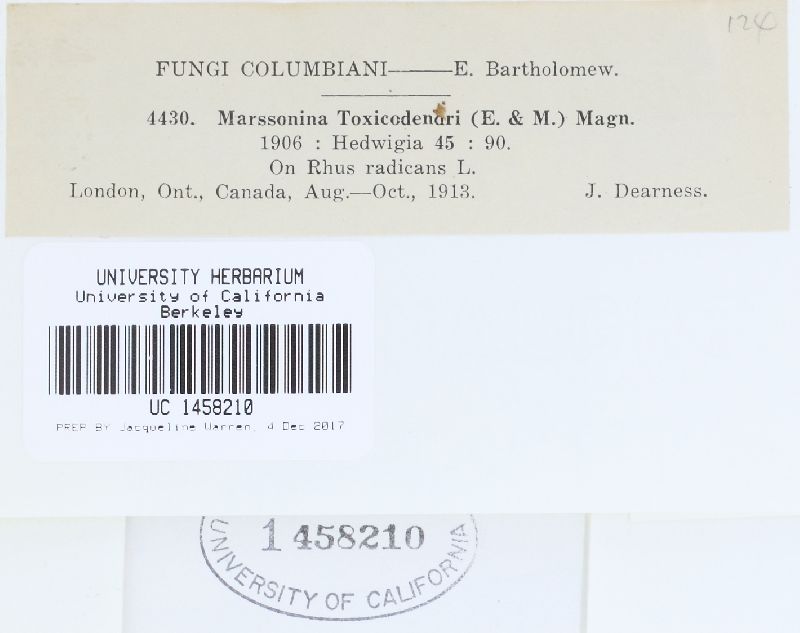 124
FUNGI COLUMBIANI——E. Bartholomew.
4430. Marssonina Toxicodendri (E. & M.) Magn.
1906 : Hedwigia 45 : 90.
On Rhus radicans L.
London, Ont., Canada, Aug.—Oct., 1913. J. Dearness.
UNIVERSITY HERBARIUM
University of California
Berkeley
UC 1458210
PREP BY Jacqueline Warren, 4 Dec 2017
1458210
UNIVERSITY OF CALIFORNIA